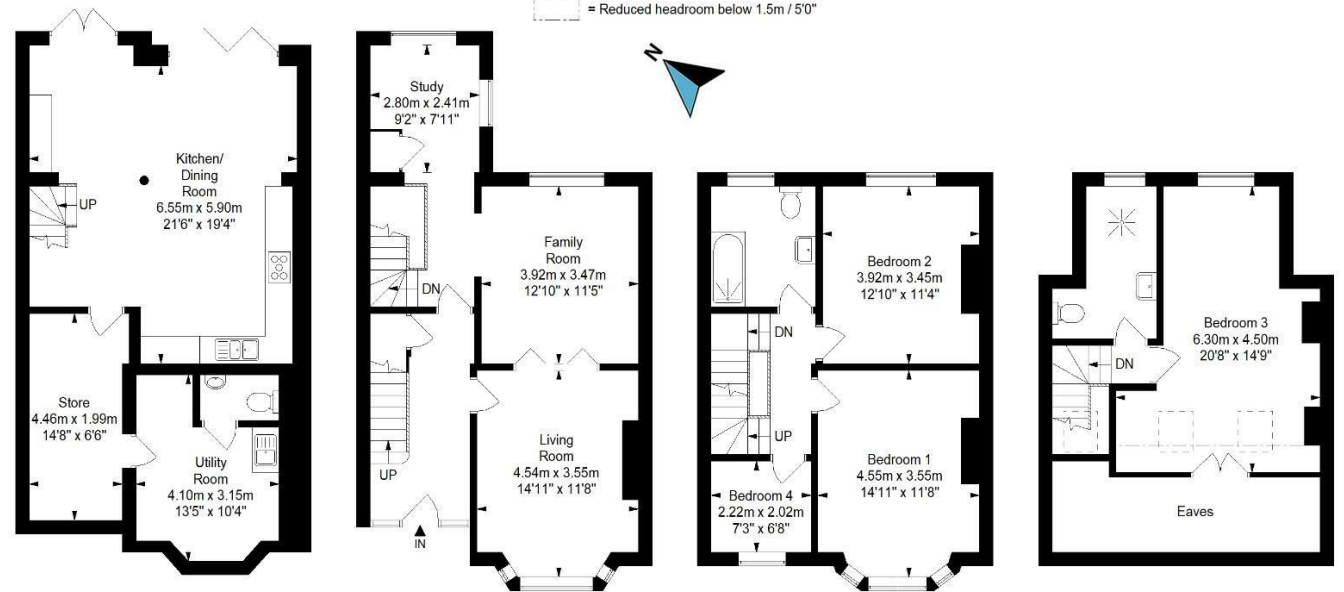 = Reduced headroom below 1.5m / 5'0"
N
Kitchen/
Dining
Room
6.55m x 5.90m
21'6" x 19'4"
UP
Store
4.46m x 1.99m
14'8" x 6'6"
Utility
Room
4.10m x 3.15m
13'5" x 10'4"
Study
2.80m x 2.41m
9'2" x 7'11"
Family
Room
3.92m x 3.47m
12'10" x 11'5"
DN
UP
Living
Room
4.54m x 3.55m
14'11" x 11'8"
IN
Bedroom 2
3.92m x 3.45m
12'10" x 11'4"
DN
UP
Bedroom 1
4.55m x 3.55m
14'11" x 11'8"
Bedroom 4
2.22m x 2.02m
7'3" x 6'8"
Bedroom 3
6.30m x 4.50m
20'8" x 14'9"
DN
Eaves